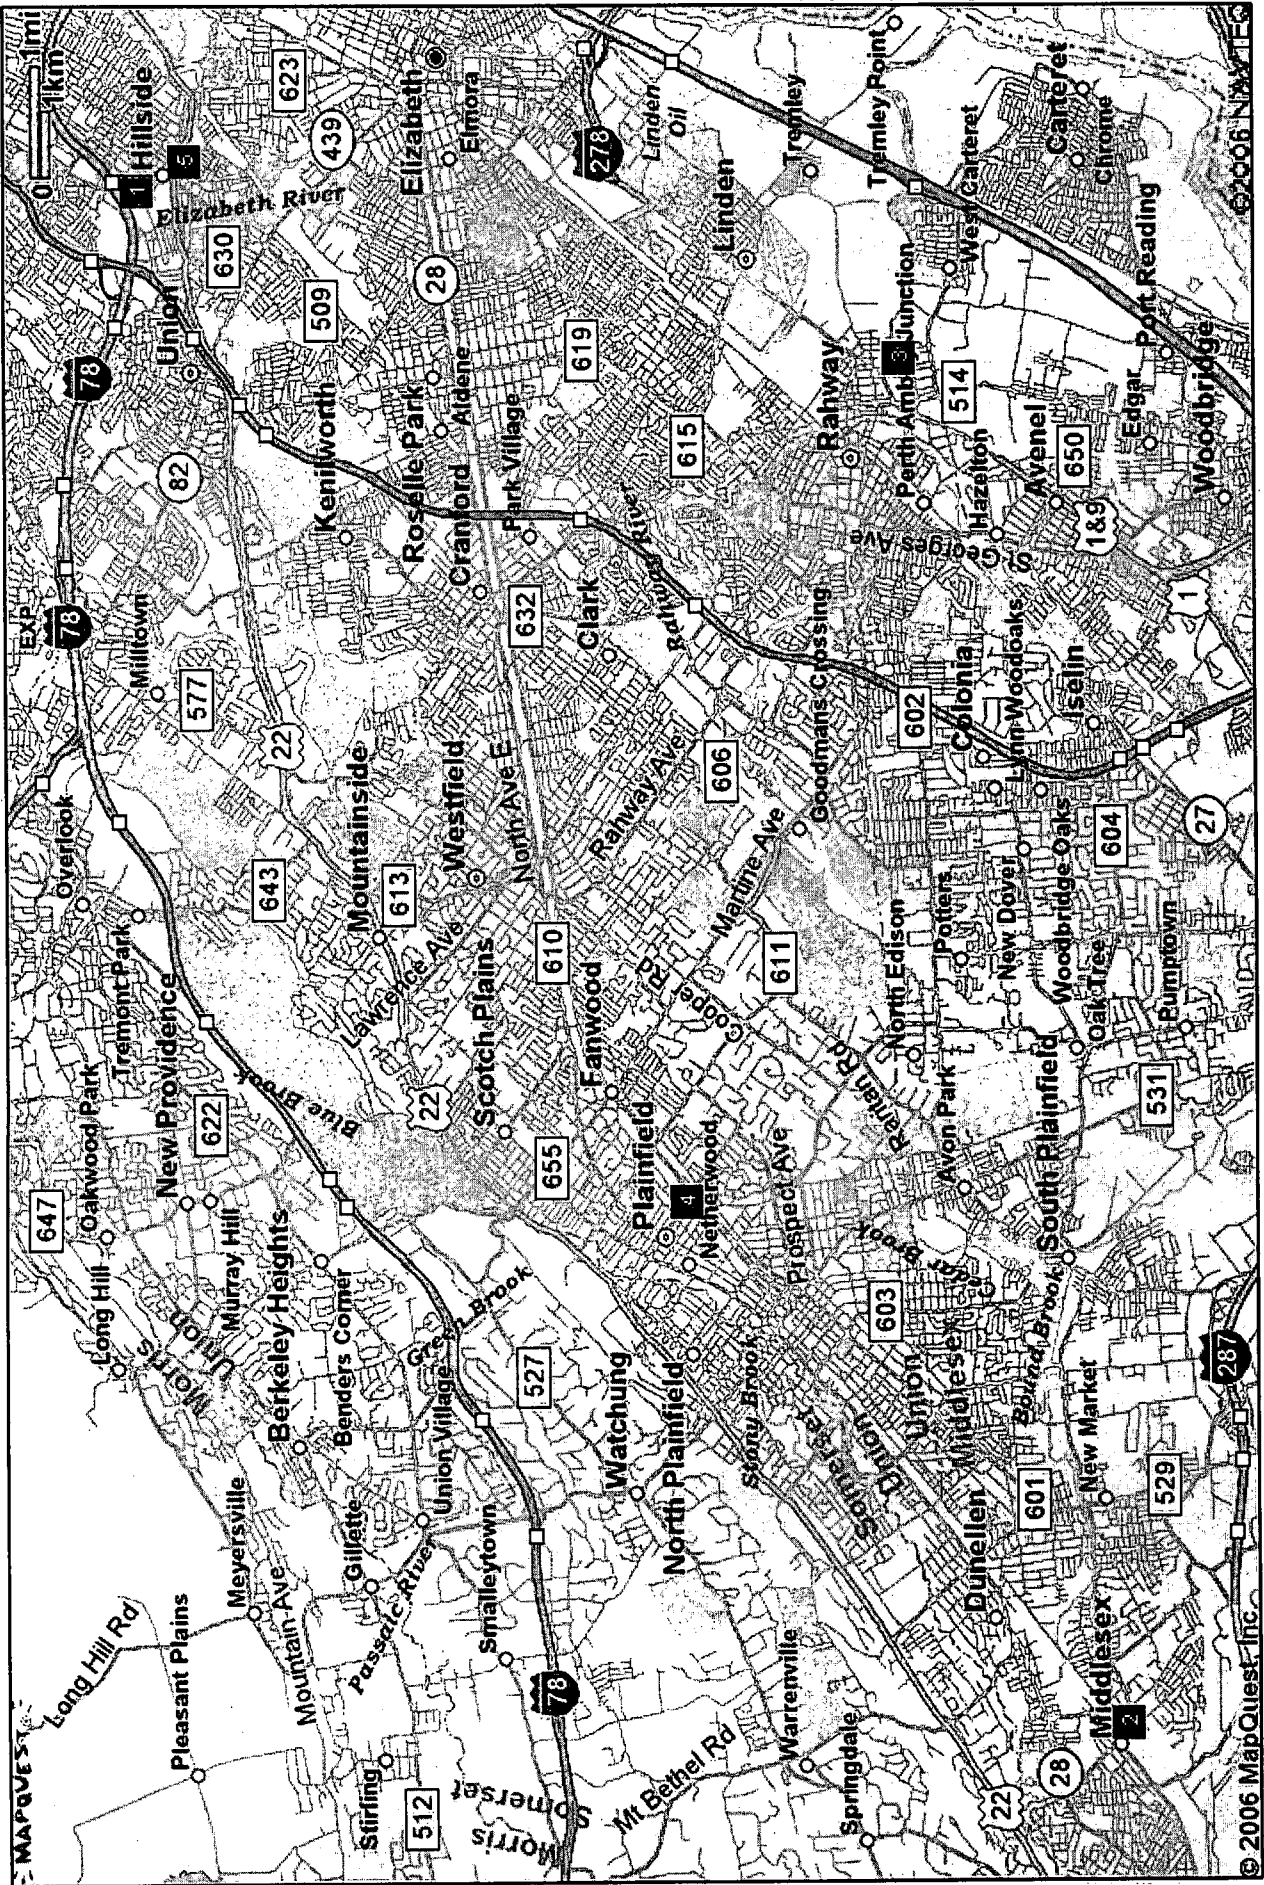 MAPQUEST
0
1mi
1km
Hillside
1
5
623
439
Elizabeth River
630
Elizabeth
Elmora
278
Linden
Oil
Tremley
Tremley Point
Carteret
Chrome
West Carteret
Linden
Port Reading
78
Union
509
28
619
3
Junction
514
Rahway
Perth Amb
Edgar
Woodbridge
82
Kenilworth
Roselle Park
Aldene
Cranford
Park Village
615
Hazelton
Avenel
650
1&9
St Georges Ave
Rahway River
EXP
78
Milltown
577
22
632
Clark
Goodmans Crossing
602
Colonia
Lynn Woodoaks
Iselin
1
Overlook
Mountainside
Westfield
North Ave E
Rahway Ave
606
Martine Ave
604
27
643
613
Lawrence Ave
610
611
North Edison
Potters
New Dover
Woodbridge Oaks
Oak Tree
Pumptown
Tremont Park
New Providence
Scotch Plains
Fanwood
Cooper Rd
Raritan Rd
Avon Park
South Plainfield
531
647
Oakwood Park
622
Blue Brook
22
655
Plainfield
4
Netherwood
Prospect Ave
Cedar Brook
Long Hill
Murray Hill
Berkeley Heights
Benders Corner
Morris
Union
Green Brook
527
Watchung
North Plainfield
Stony Brook
603
Union
Middlesex
Bound Brook
New Market
287
Meyersville
Gillette
Union Village
Smalleytown
Passaic River
Somerset
Union
Dunellen
601
529
Long Hill Rd
Pleasant Plains
Mountain Ave
Stirling
512
Morris
Somerset
78
Mt Bethel Rd
Warrenville
Springdale
22
28
Middlesex
2
© 2006 MapQuest, Inc.
©2006 NAVTEQ